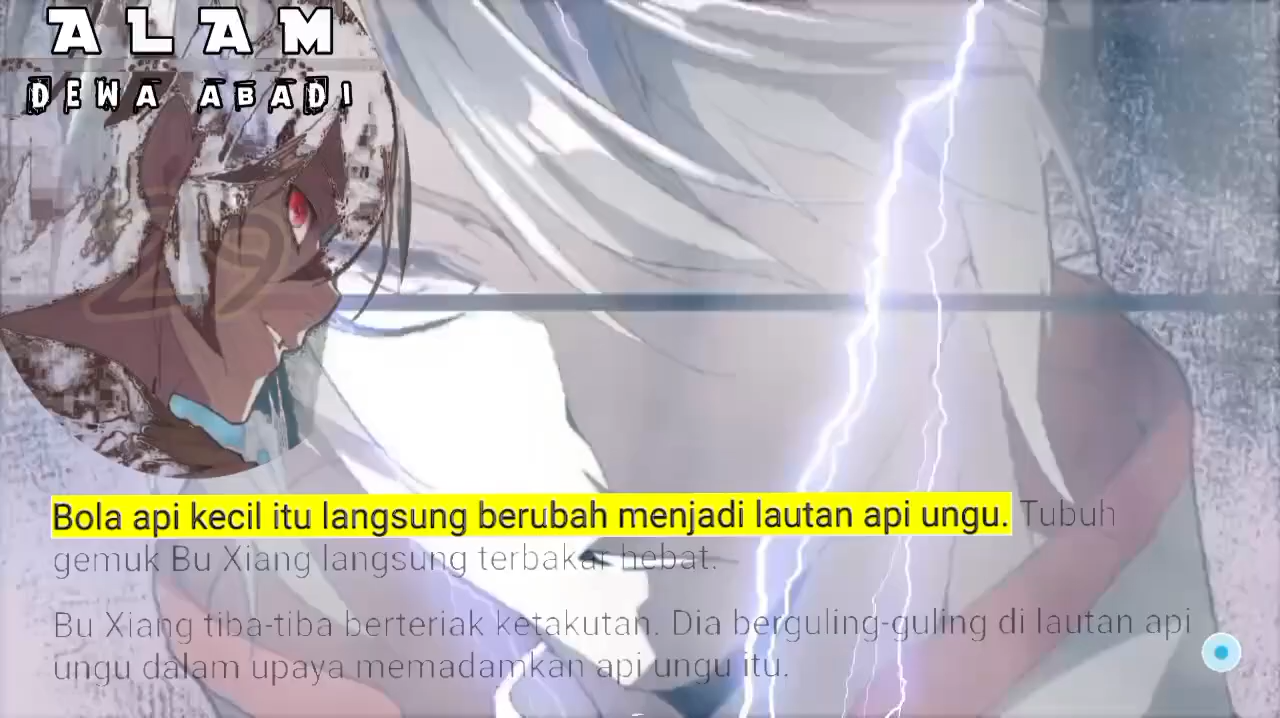 ALAM
DEWA ABADI
29
Bola api kecil itu langsung berubah menjadi lautan api ungu. Tubuh
gemuk Bu Xiang langsung terbakar hebat.
Bu Xiang tiba-tiba berteriak ketakutan. Dia berguling-guling di lautan api
ungu dalam upaya memadamkan api ungu itu.